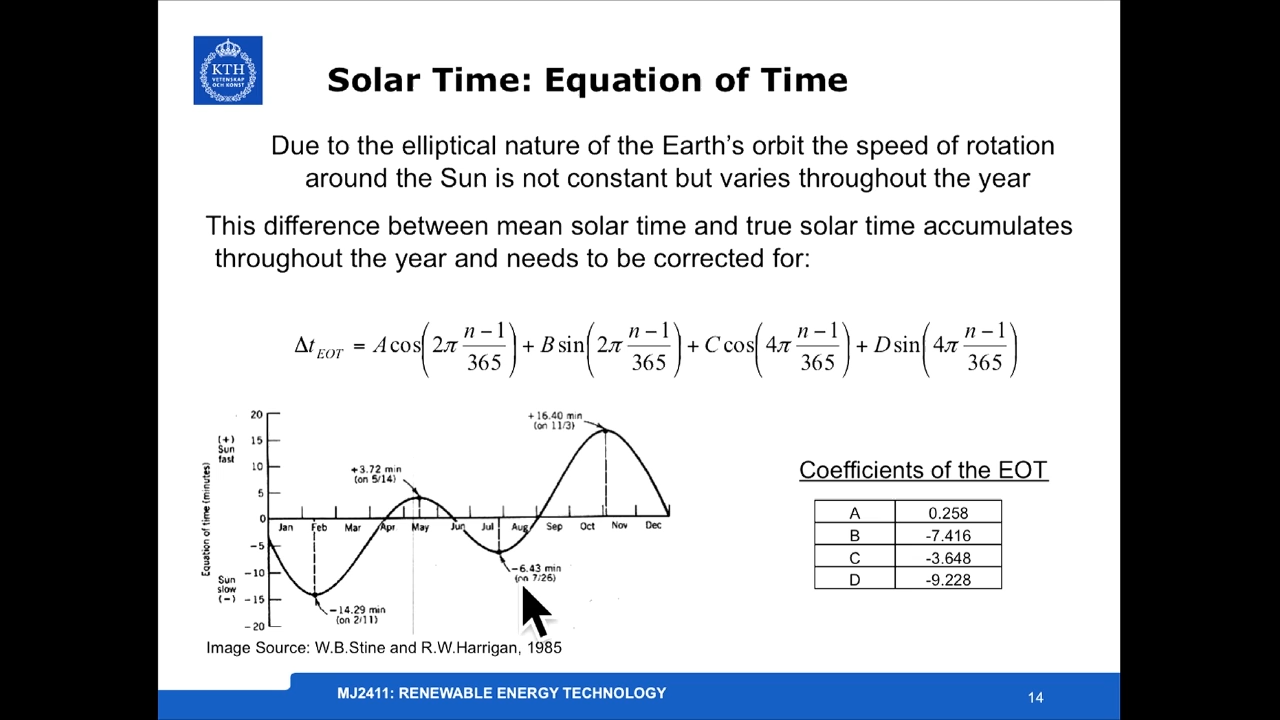 KTH
VETENSKAP
OCH KONST
Solar Time: Equation of Time
Due to the elliptical nature of the Earth's orbit the speed of rotation
around the Sun is not constant but varies throughout the year
This difference between mean solar time and true solar time accumulates
throughout the year and needs to be corrected for:
Δt_EOT = A cos(2π (n − 1)/365) + B sin(2π (n − 1)/365) + C cos(4π (n − 1)/365) + D sin(4π (n − 1)/365)
Equation of time (minutes)
(+)
Sun
fast
Sun
slow
(−)
20
15
10
5
0
−5
−10
−15
−20
Jan Feb Mar Apr May Jun Jul Aug Sep Oct Nov Dec
−14.29 min
(on 2/11)
+3.72 min
(on 5/14)
−6.43 min
(on 7/26)
+16.40 min
(on 11/3)
Image Source: W.B.Stine and R.W.Harrigan, 1985
Coefficients of the EOT
A 0.258
B -7.416
C -3.648
D -9.228
MJ2411: RENEWABLE ENERGY TECHNOLOGY
14